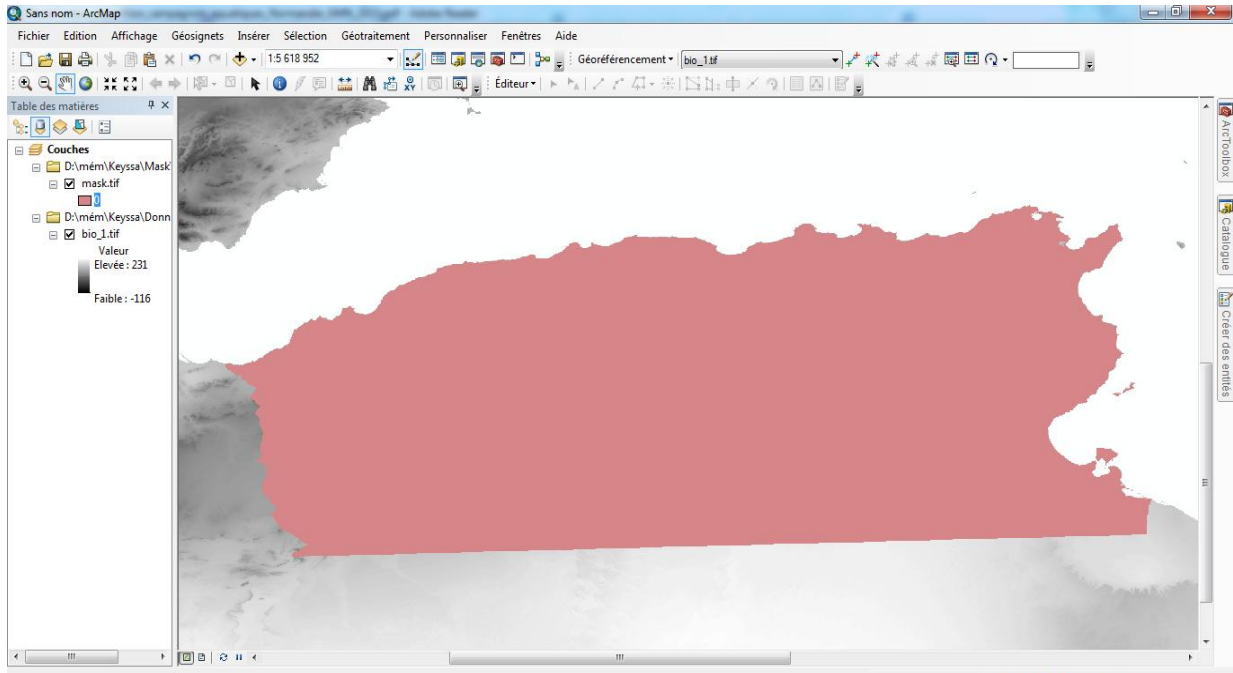 Sans nom - ArcMap
Fichier Edition Affichage Géosignets Insérer Sélection Géotraitement Personnaliser Fenêtres Aide
1:5 618 952
Géoréférencement bio_1.tif
Éditeur
Table des matières
Couches
D:\mém\Keyssa\Mask
mask.tif
0
D:\mém\Keyssa\Donn
bio_1.tif
Valeur
Elevée : 231
Faible : -116
ArcToolbox
Catalogue
Créer des entités